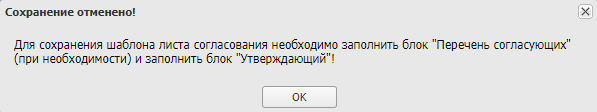 Сохранение отменено!
Для сохранения шаблона листа согласования необходимо заполнить блок "Перечень согласующих"
(при необходимости) и заполнить блок "Утверждающий"!
OK